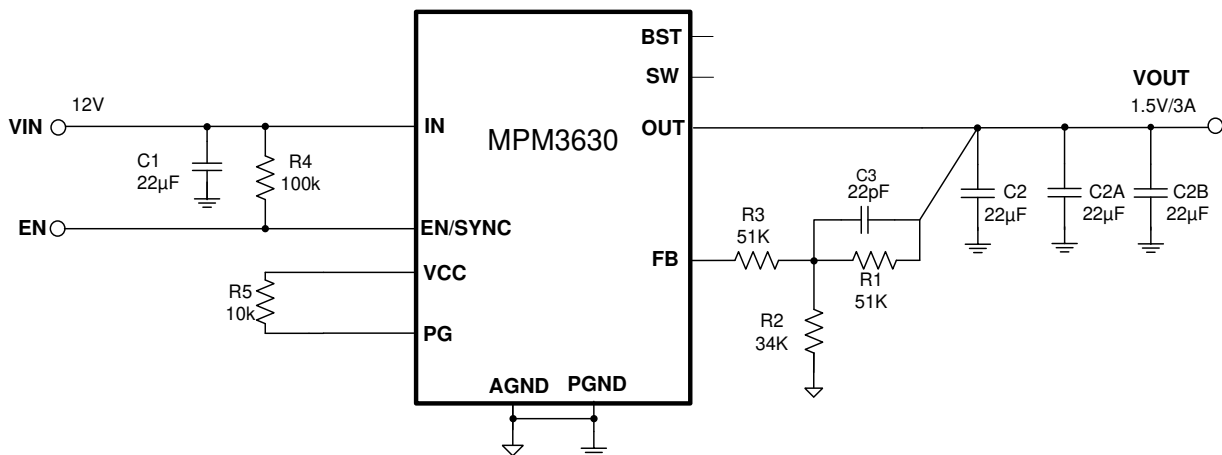 BST
SW
VOUT
1.5V/3A
12V
VIN
IN
MPM3630
OUT
C1
22µF
R4
100k
C3
22pF
C2
22µF
C2A
22µF
C2B
22µF
R3
51K
EN
EN/SYNC
FB
R1
51K
VCC
R5
10k
PG
R2
34K
AGND
PGND